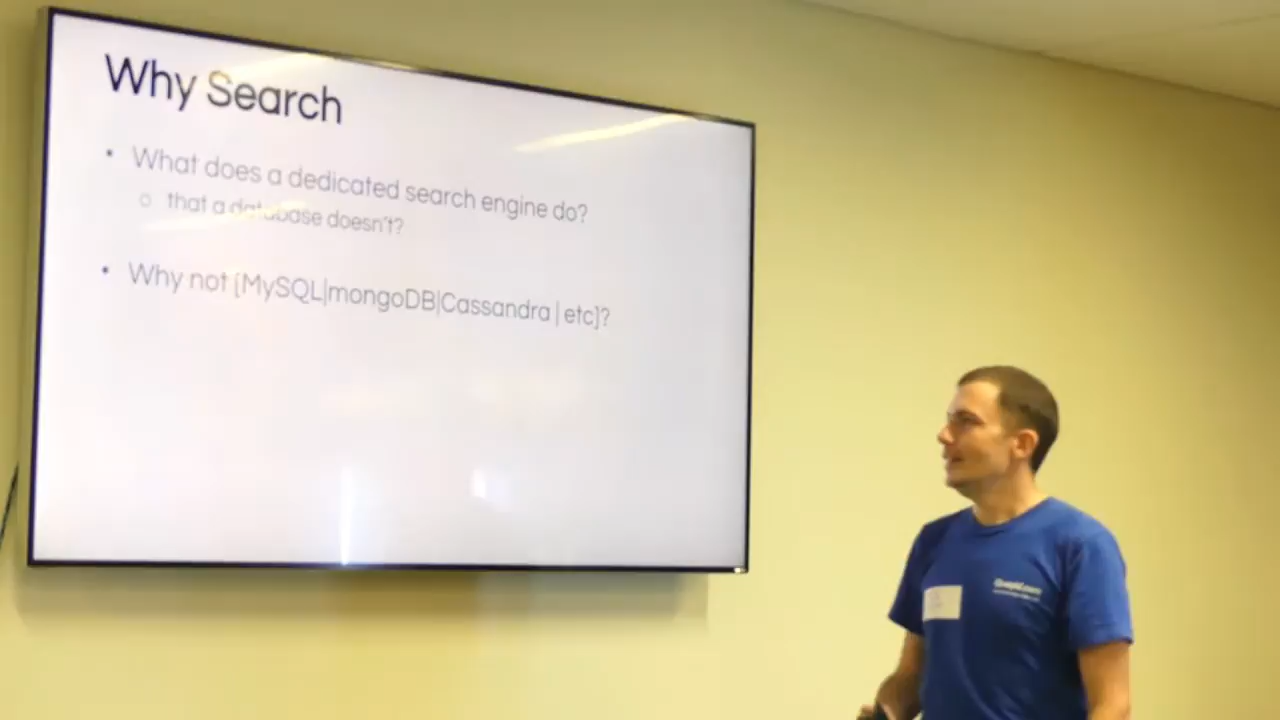 Why Search
• What does a dedicated search engine do?
o that a database doesn't?
• Why not [MySQL|mongoDB|Cassandra | etc]?